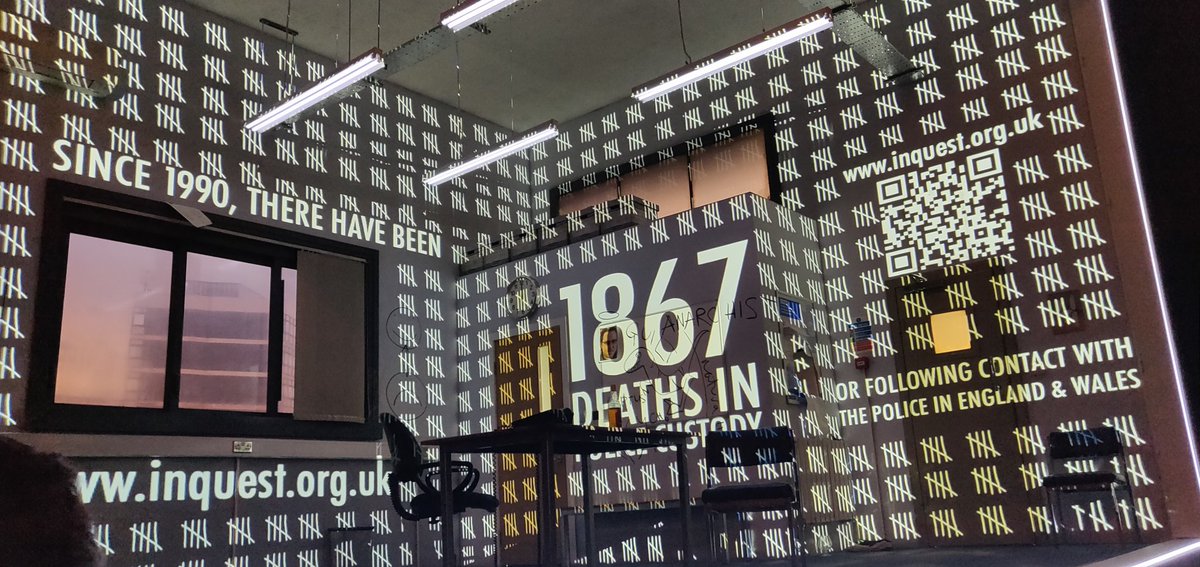 SINCE 1990, THERE HAVE BEEN
www.inquest.org.uk
1867
DEATHS IN
CUSTODY
ANARCHIS
www.inquest.org.uk
OR FOLLOWING CONTACT WITH
THE POLICE IN ENGLAND & WALES